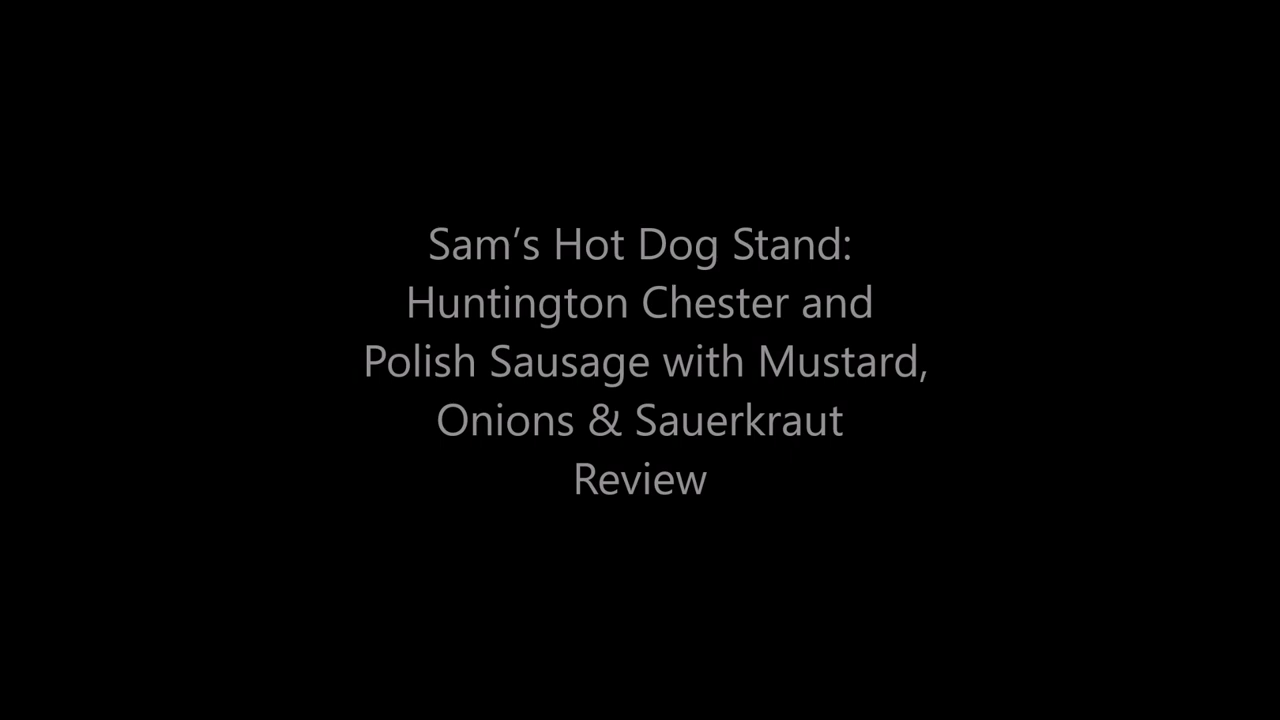 Sam’s Hot Dog Stand:
Huntington Chester and
Polish Sausage with Mustard,
Onions & Sauerkraut
Review